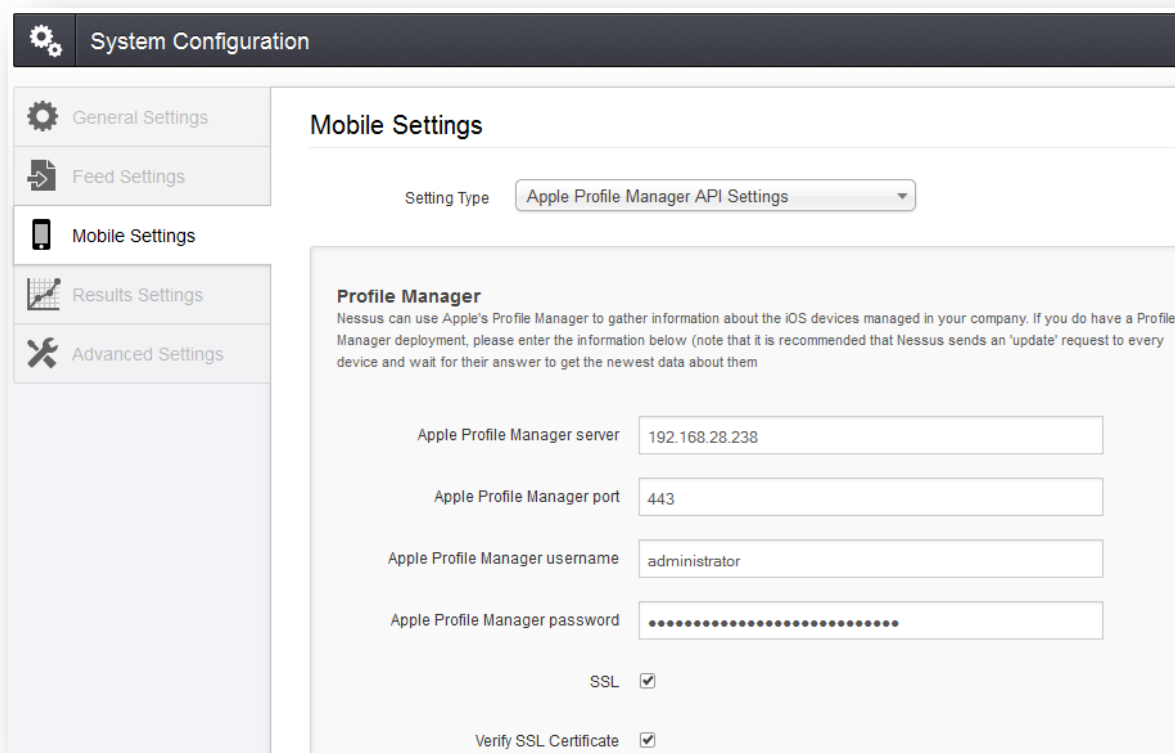 System Configuration
General Settings
Feed Settings
Mobile Settings
Results Settings
Advanced Settings
Mobile Settings
Setting Type Apple Profile Manager API Settings
Profile Manager
Nessus can use Apple's Profile Manager to gather information about the iOS devices managed in your company. If you do have a Profile
Manager deployment, please enter the information below (note that it is recommended that Nessus sends an 'update' request to every
device and wait for their answer to get the newest data about them
Apple Profile Manager server 192.168.28.238
Apple Profile Manager port 443
Apple Profile Manager username administrator
Apple Profile Manager password ••••••••••••••••••••••••••••
SSL
Verify SSL Certificate